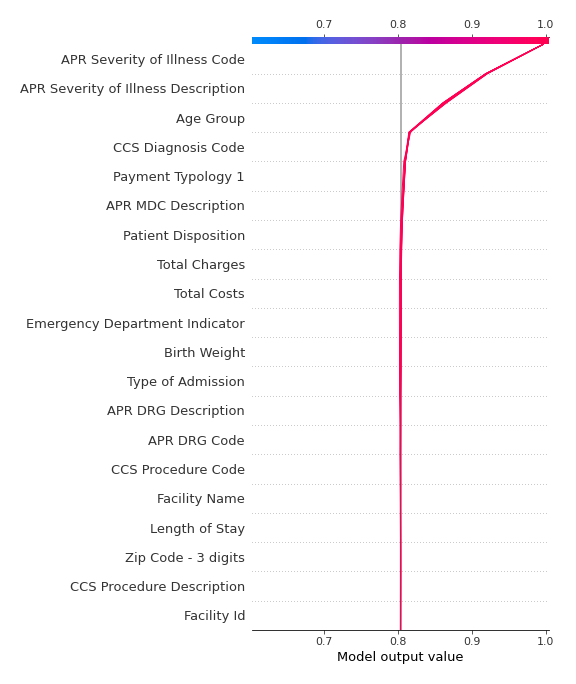 0.7 0.8 0.9 1.0
APR Severity of Illness Code
APR Severity of Illness Description
Age Group
CCS Diagnosis Code
Payment Typology 1
APR MDC Description
Patient Disposition
Total Charges
Total Costs
Emergency Department Indicator
Birth Weight
Type of Admission
APR DRG Description
APR DRG Code
CCS Procedure Code
Facility Name
Length of Stay
Zip Code - 3 digits
CCS Procedure Description
Facility Id
0.7 0.8 0.9 1.0
Model output value